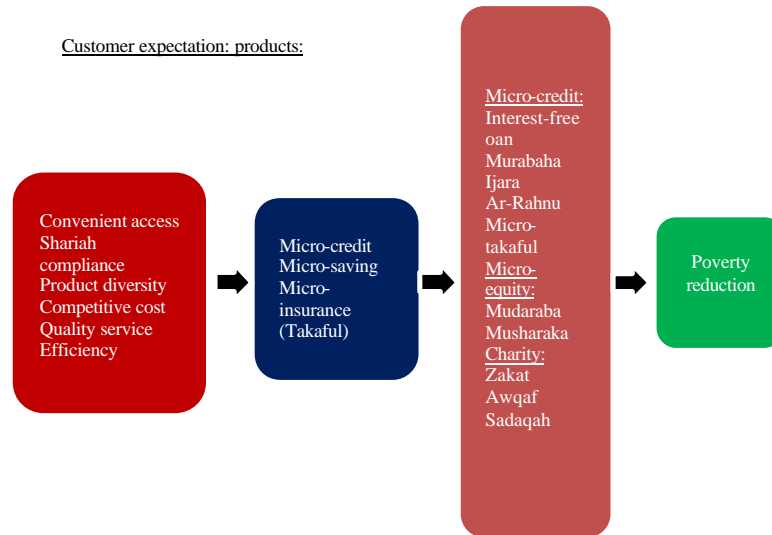 Customer expectation: products:
Convenient access
Shariah
compliance
Product diversity
Competitive cost
Quality service
Efficiency
Micro-credit
Micro-saving
Micro-
insurance
(Takaful)
Micro-credit:
Interest-free
oan
Murabaha
Ijara
Ar-Rahnu
Micro-
takaful
Micro-
equity:
Mudaraba
Musharaka
Charity:
Zakat
Awqaf
Sadaqah
Poverty
reduction